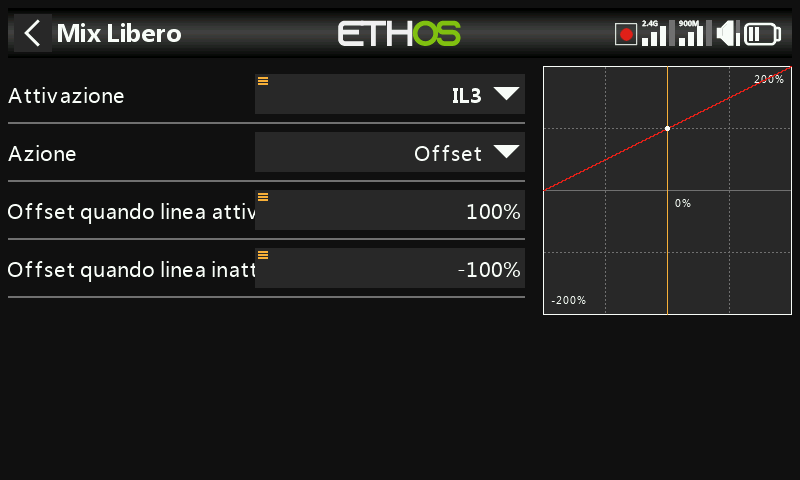 Mix Libero
ETHOS
2.4G
900M
Attivazione
IL3
Azione
Offset
Offset quando linea attiv
100%
Offset quando linea inatt
-100%
200%
0%
-200%